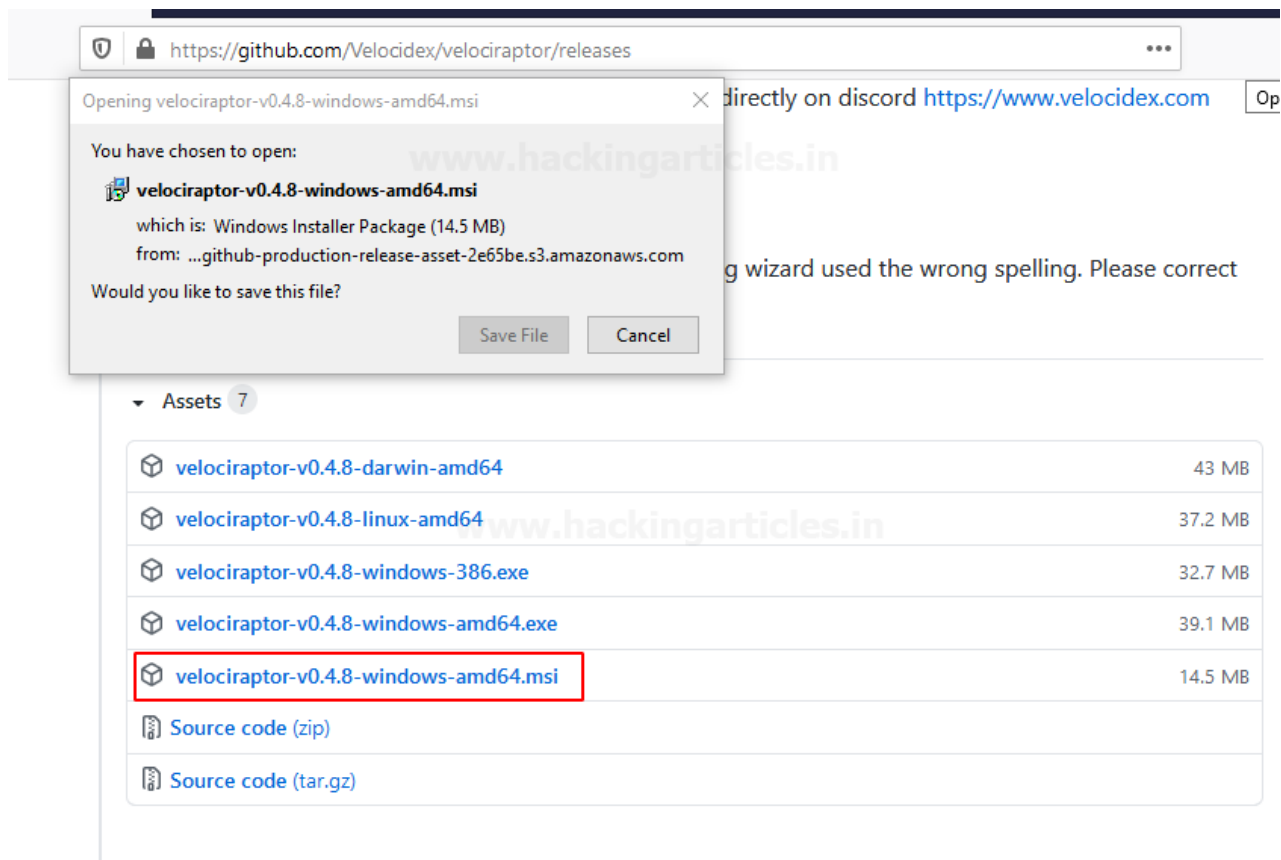 https://github.com/Velocidex/velociraptor/releases
Opening velociraptor-v0.4.8-windows-amd64.msi
directly on discord https://www.velocidex.com
Op
You have chosen to open:
www.hackingarticles.in
velociraptor-v0.4.8-windows-amd64.msi
which is: Windows Installer Package (14.5 MB)
from: ...github-production-release-asset-2e65be.s3.amazonaws.com
g wizard used the wrong spelling. Please correct
Would you like to save this file?
Save File Cancel
Assets 7
velociraptor-v0.4.8-darwin-amd64 43 MB
velociraptor-v0.4.8-linux-amd64 37.2 MB
www.hackingarticles.in
velociraptor-v0.4.8-windows-386.exe 32.7 MB
velociraptor-v0.4.8-windows-amd64.exe 39.1 MB
velociraptor-v0.4.8-windows-amd64.msi 14.5 MB
Source code (zip)
Source code (tar.gz)